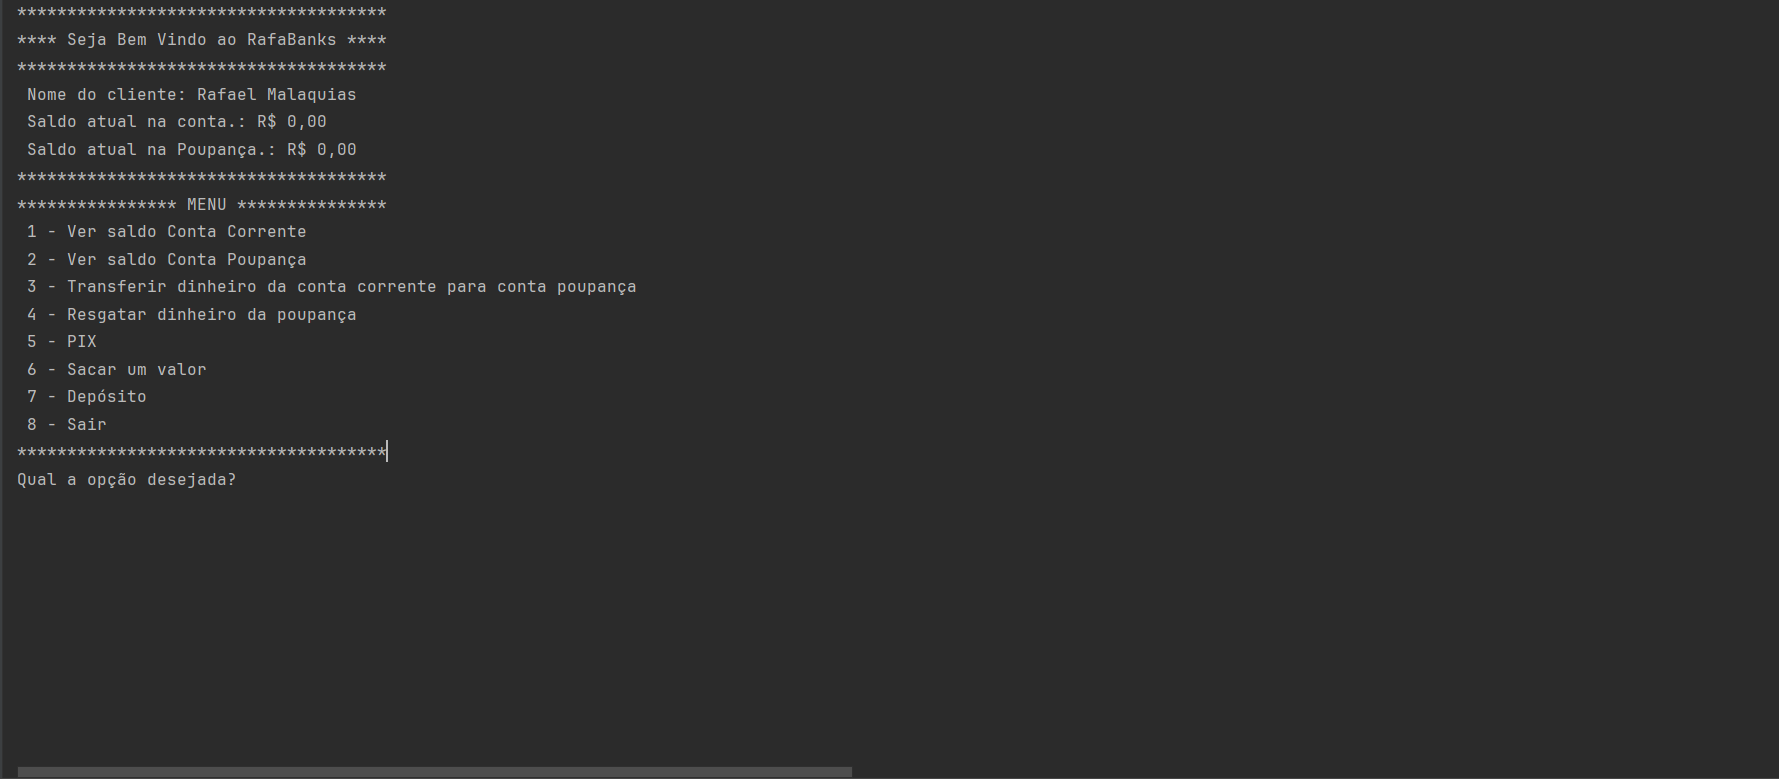 *************************************
**** Seja Bem Vindo ao RafaBanks ****
*************************************
Nome do cliente: Rafael Malaquias
Saldo atual na conta.: R$ 0,00
Saldo atual na Poupança.: R$ 0,00
*************************************
**************** MENU ***************
1 - Ver saldo Conta Corrente
2 - Ver saldo Conta Poupança
3 - Transferir dinheiro da conta corrente para conta poupança
4 - Resgatar dinheiro da poupança
5 - PIX
6 - Sacar um valor
7 - Depósito
8 - Sair
*************************************
Qual a opção desejada?